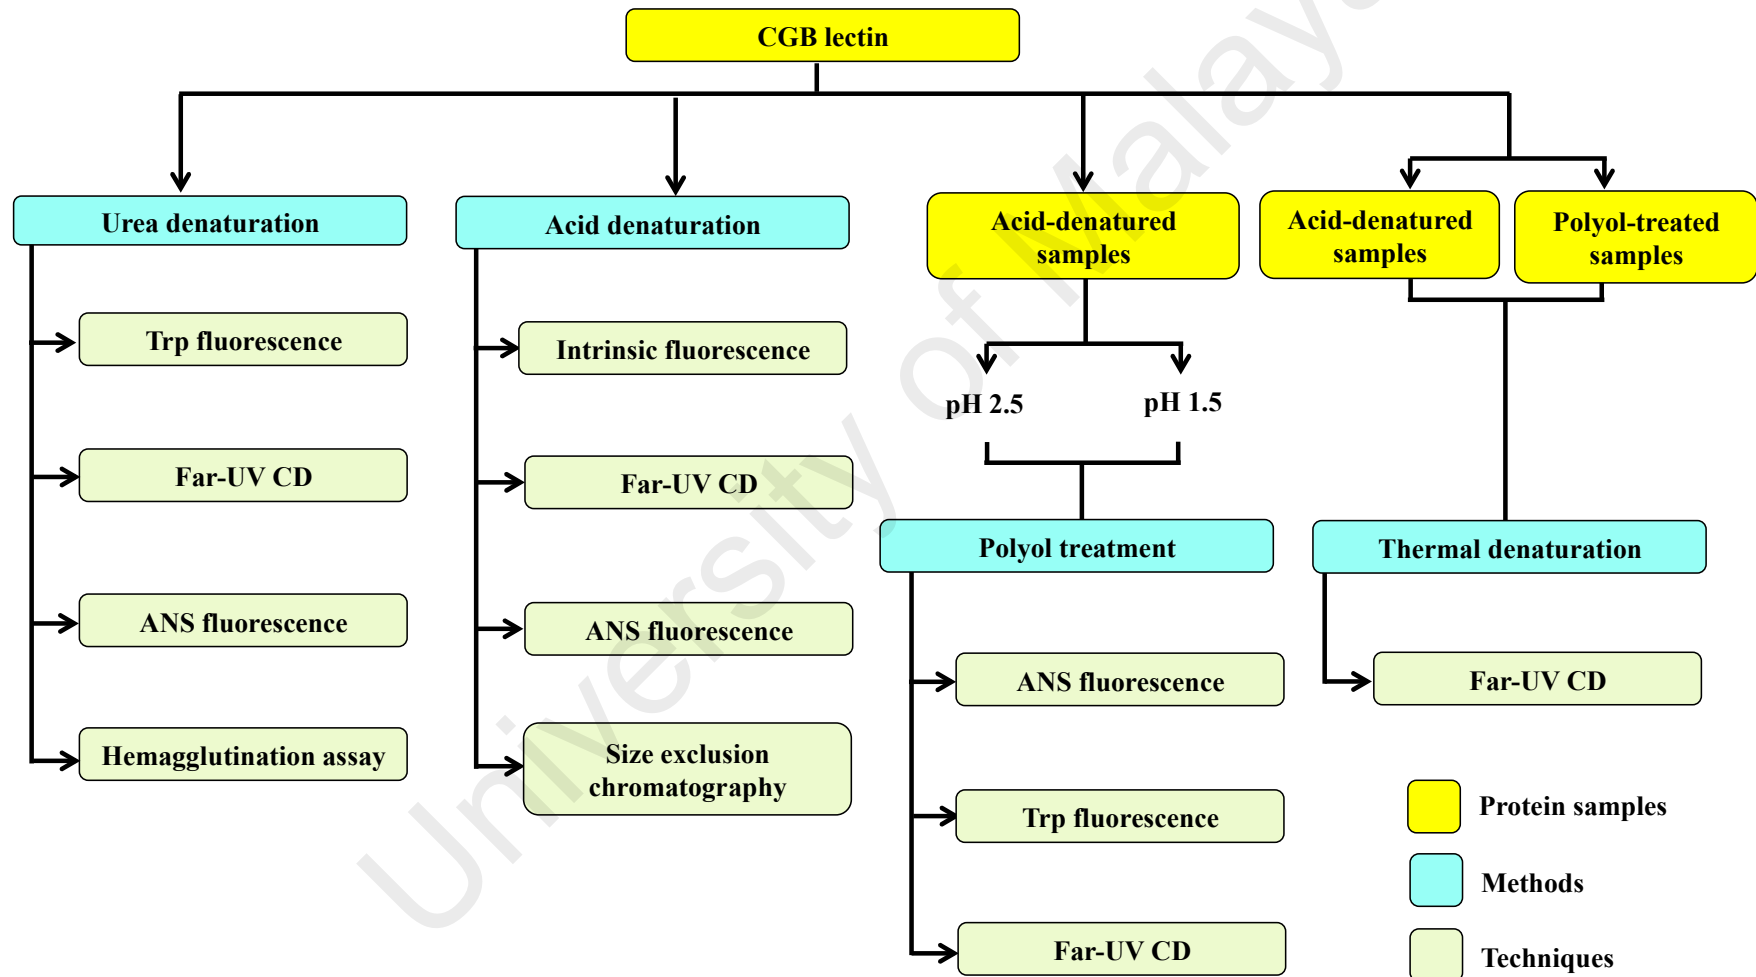 CGB lectin
Urea denaturation
Trp fluorescence
Far-UV CD
ANS fluorescence
Hemagglutination assay
Acid denaturation
Intrinsic fluorescence
Far-UV CD
ANS fluorescence
Size exclusion
chromatography
Acid-denatured
samples
pH 2.5
pH 1.5
Polyol treatment
ANS fluorescence
Trp fluorescence
Far-UV CD
Acid-denatured
samples
Polyol-treated
samples
Thermal denaturation
Far-UV CD
Protein samples
Methods
Techniques
University of Malaya